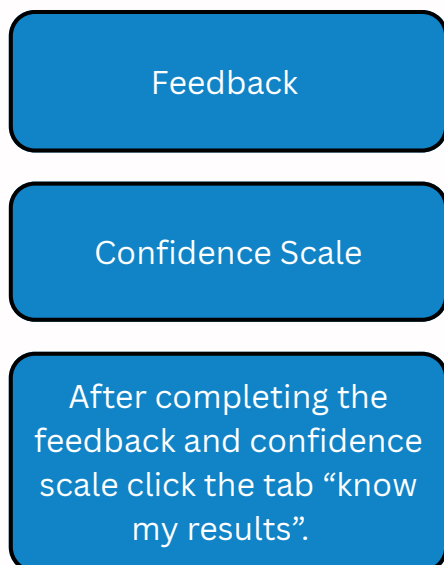 Feedback
Confidence Scale
After completing the
feedback and confidence
scale click the tab “know
my results”.